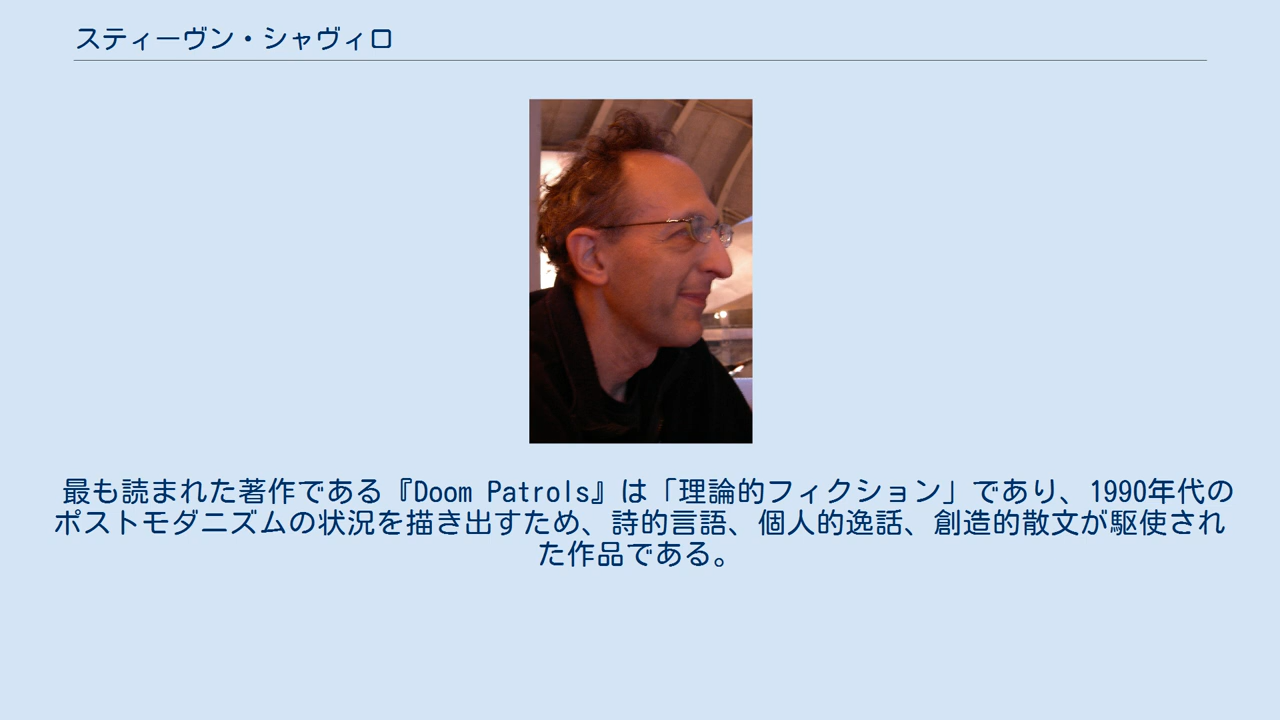 スティーヴン・シャヴィロ
最も読まれた著作である『Doom Patrols』は「理論的フィクション」であり、1990年代の
ポストモダニズムの状況を描き出すため、詩的言語、個人的逸話、創造的散文が駆使され
た作品である。